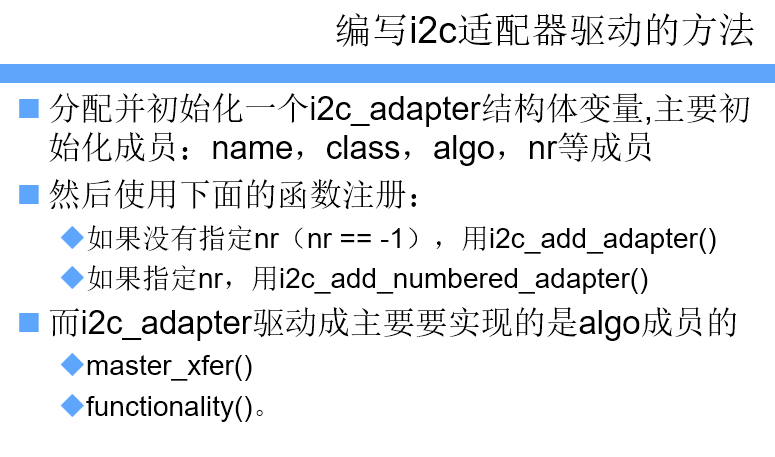 编写i2c适配器驱动的方法
分配并初始化一个i2c_adapter结构体变量,主要初
始化成员：name，class，algo，nr等成员
然后使用下面的函数注册：
如果没有指定nr（nr == -1），用i2c_add_adapter()
如果指定nr，用i2c_add_numbered_adapter()
而i2c_adapter驱动成主要要实现的是algo成员的
master_xfer()
functionality()。